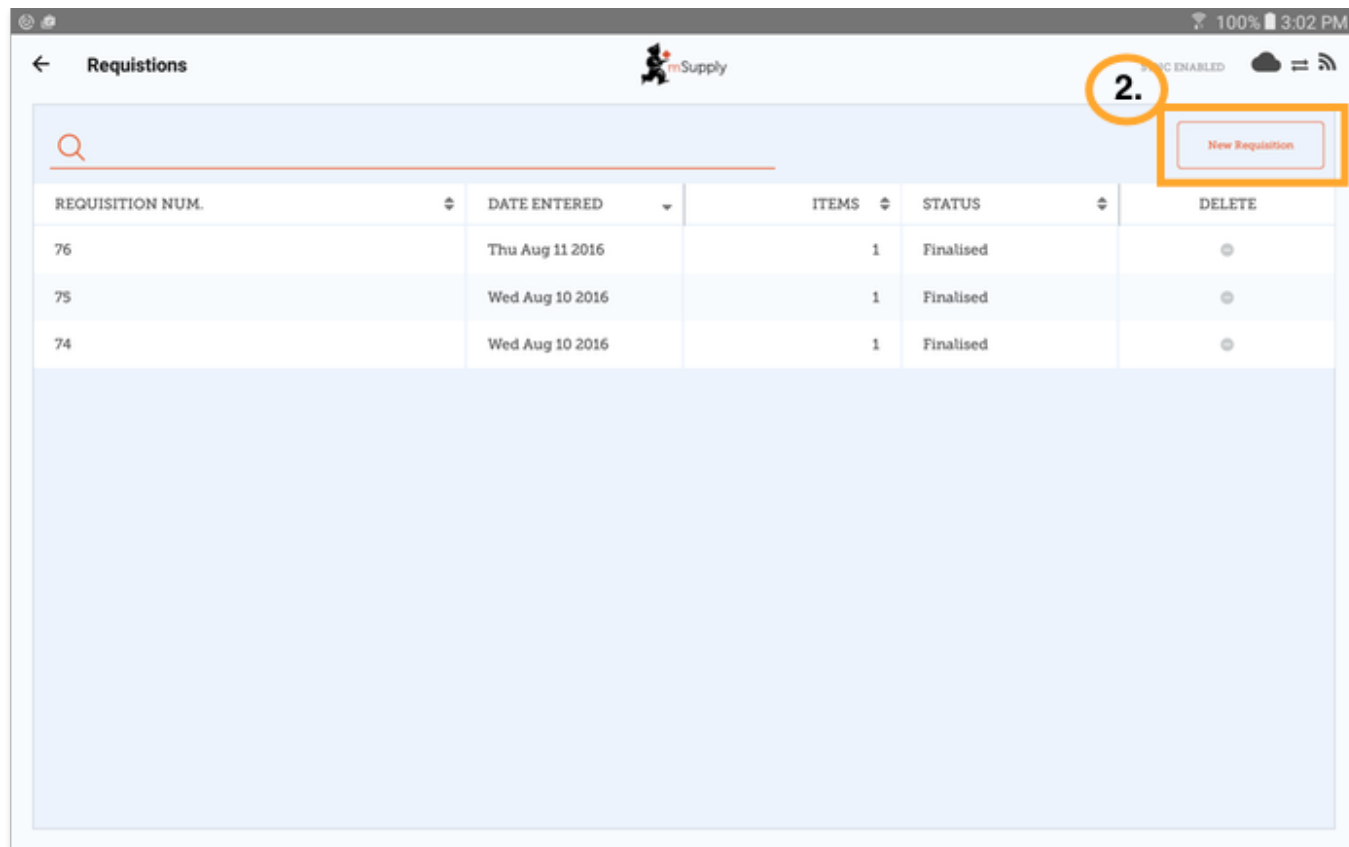 100% 3:02 PM
Requistions
mSupply
ENABLED
2.
New Requisition
REQUISITION NUM. DATE ENTERED ITEMS STATUS DELETE
76 Thu Aug 11 2016 1 Finalised
75 Wed Aug 10 2016 1 Finalised
74 Wed Aug 10 2016 1 Finalised